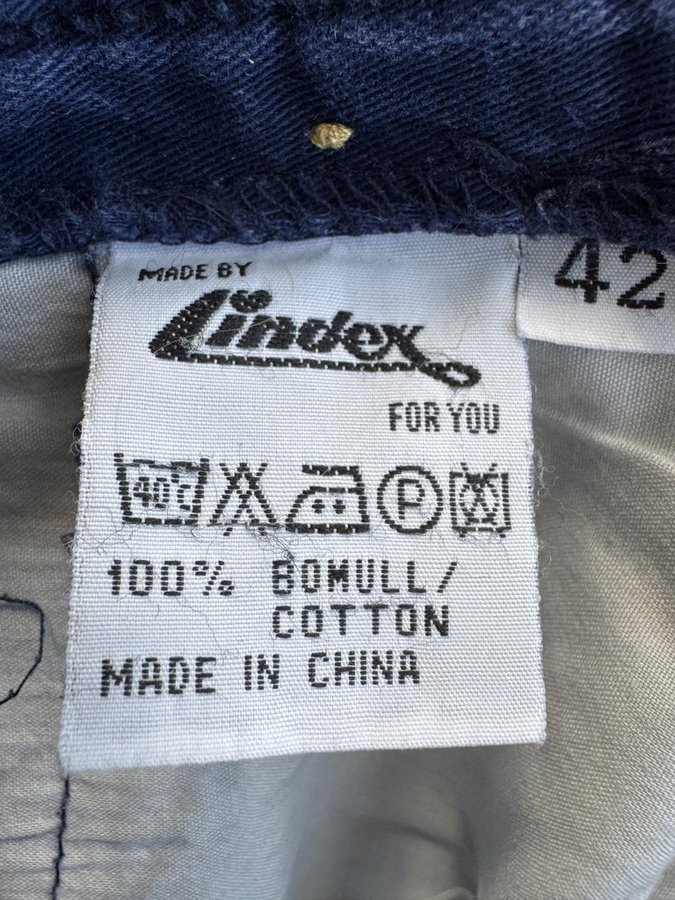 MADE BY
Lindex
FOR YOU
42
40°C P
100% BOMULL/
COTTON
MADE IN CHINA